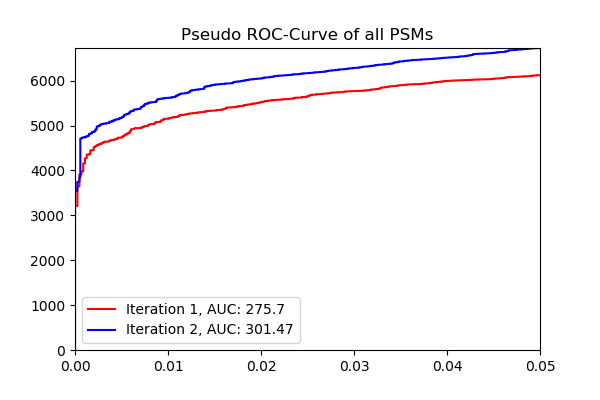 Pseudo ROC-Curve of all PSMs
6000
5000
4000
3000
2000
1000
0
Iteration 1, AUC: 275.7
Iteration 2, AUC: 301.47
0.00 0.01 0.02 0.03 0.04 0.05